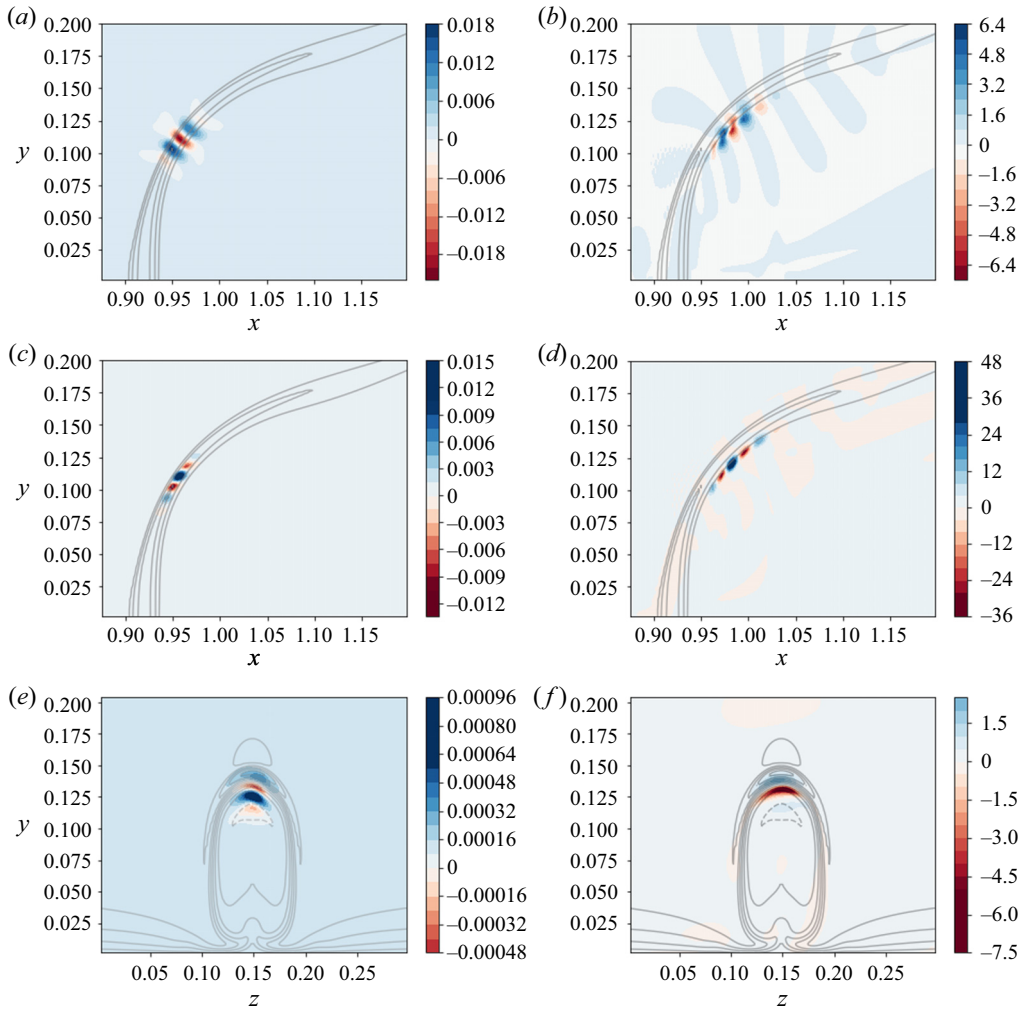 (a) (b)
0.200 0.018 0.200 6.4
0.175 0.012 0.175 4.8
0.150 0.006 0.150 3.2
0.125 0 0.125 1.6
y 0.100 –0.006 0.100 0
0.075 –0.012 0.075 –1.6
0.050 –0.018 0.050 –3.2
0.025 0.025 –4.8
–6.4
0.90 0.95 1.00 1.05 1.10 1.15 0.90 0.95 1.00 1.05 1.10 1.15
x x
(c) (d)
0.200 0.015 0.200 48
0.175 0.012 0.175 36
0.150 0.009 0.150 24
0.125 0.006 0.125 12
y 0.100 0.003 0.100 0
0.075 0 0.075 –12
0.050 –0.003 0.050 –24
0.025 –0.006 0.025 –36
–0.009
–0.012
0.90 0.95 1.00 1.05 1.10 1.15 0.90 0.95 1.00 1.05 1.10 1.15
x x
(e) (f)
0.200 0.00096 0.200 1.5
0.175 0.00080 0.175 0
0.150 0.00064 0.150 –1.5
0.125 0.00048 0.125 –3.0
y 0.100 0.00032 0.100 –4.5
0.075 0.00016 0.075 –6.0
0.050 0 0.050 –7.5
0.025 –0.00016 0.025
–0.00032
–0.00048
0.05 0.10 0.15 0.20 0.25 0.05 0.10 0.15 0.20 0.25
z z